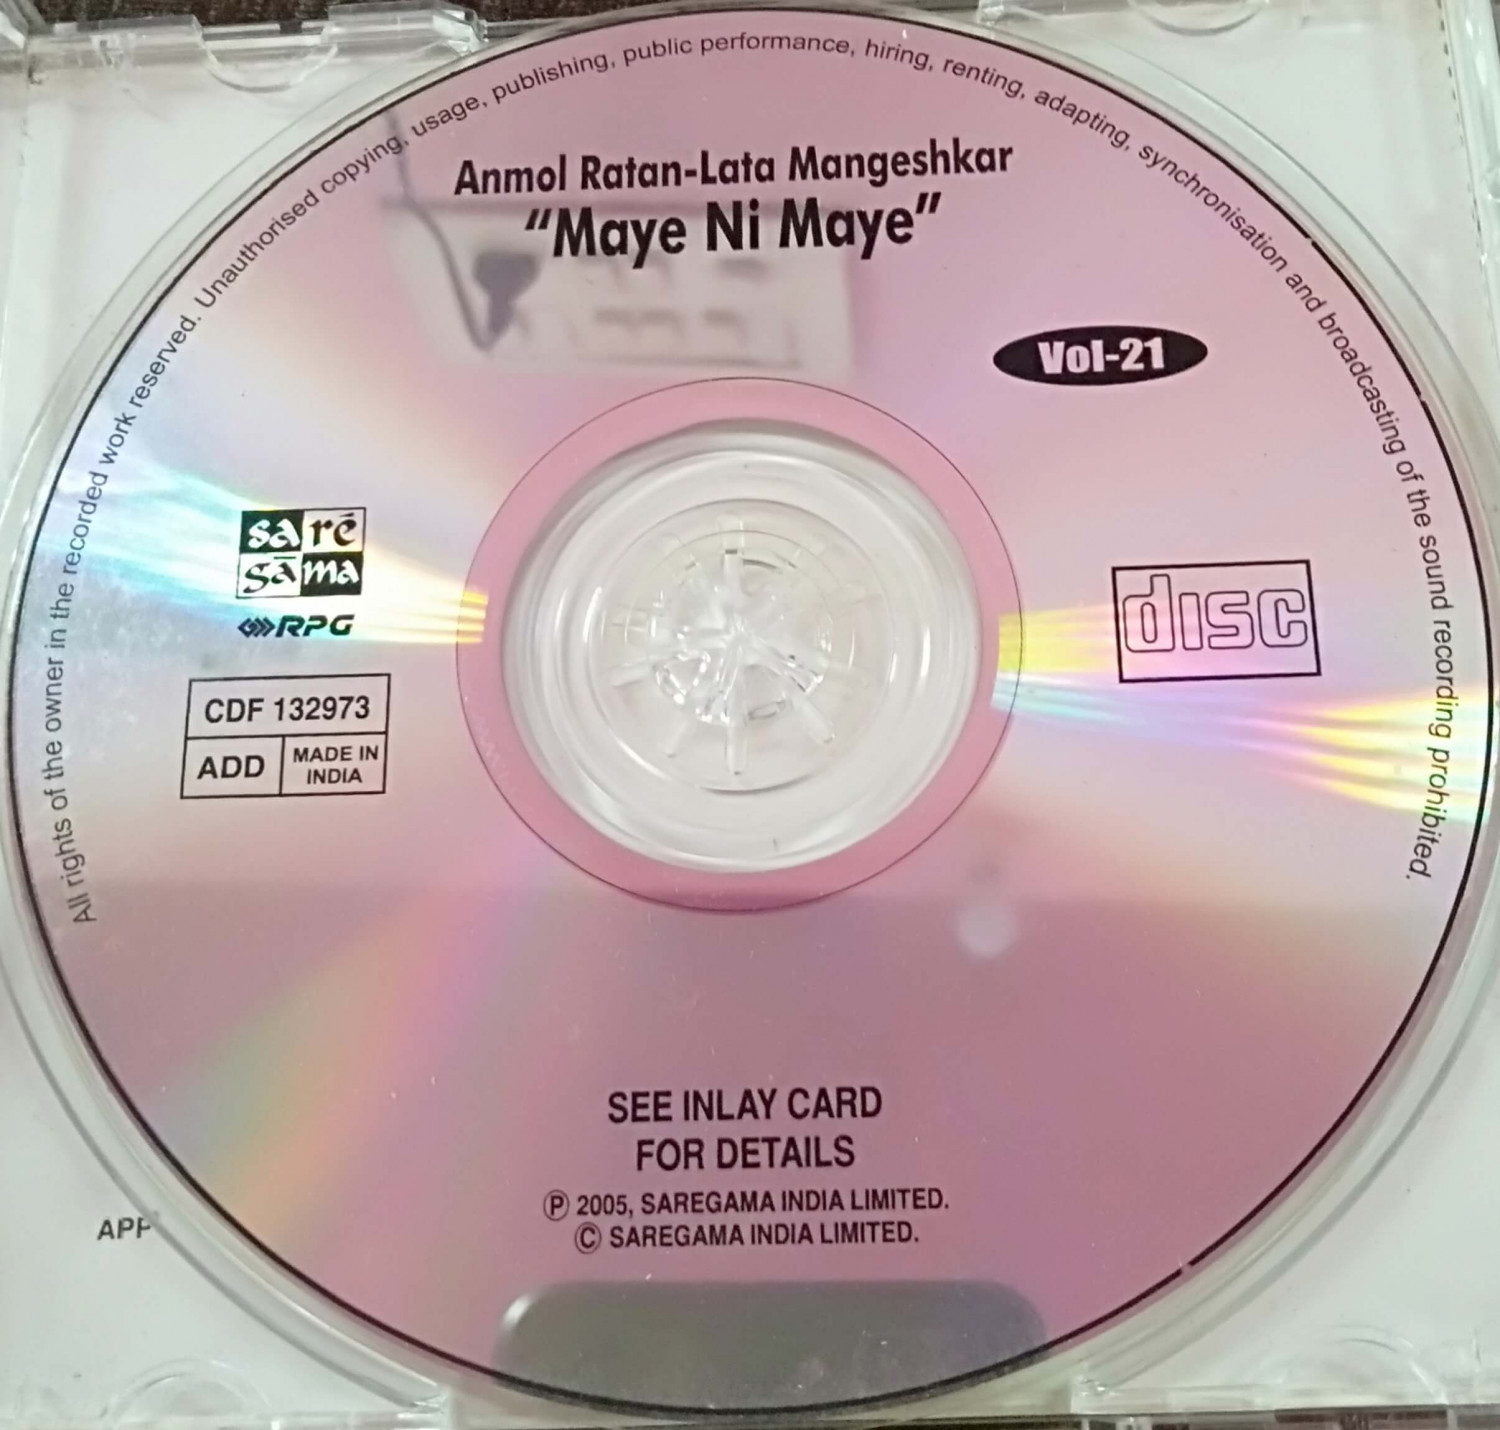 All rights of the owner in the recorded work reserved. Unauthorised copying, usage, publishing, public performance, hiring, renting, adapting, synchronisation and broadcasting of the sound recording prohibited.
Anmol Ratan-Lata Mangeshkar
"Maye Ni Maye"
Vol-21
sa rē
gā ma
RPG
disc
CDF 132973
ADD
MADE IN
INDIA
SEE INLAY CARD
FOR DETAILS
Ⓟ 2005, SAREGAMA INDIA LIMITED.
© SAREGAMA INDIA LIMITED.